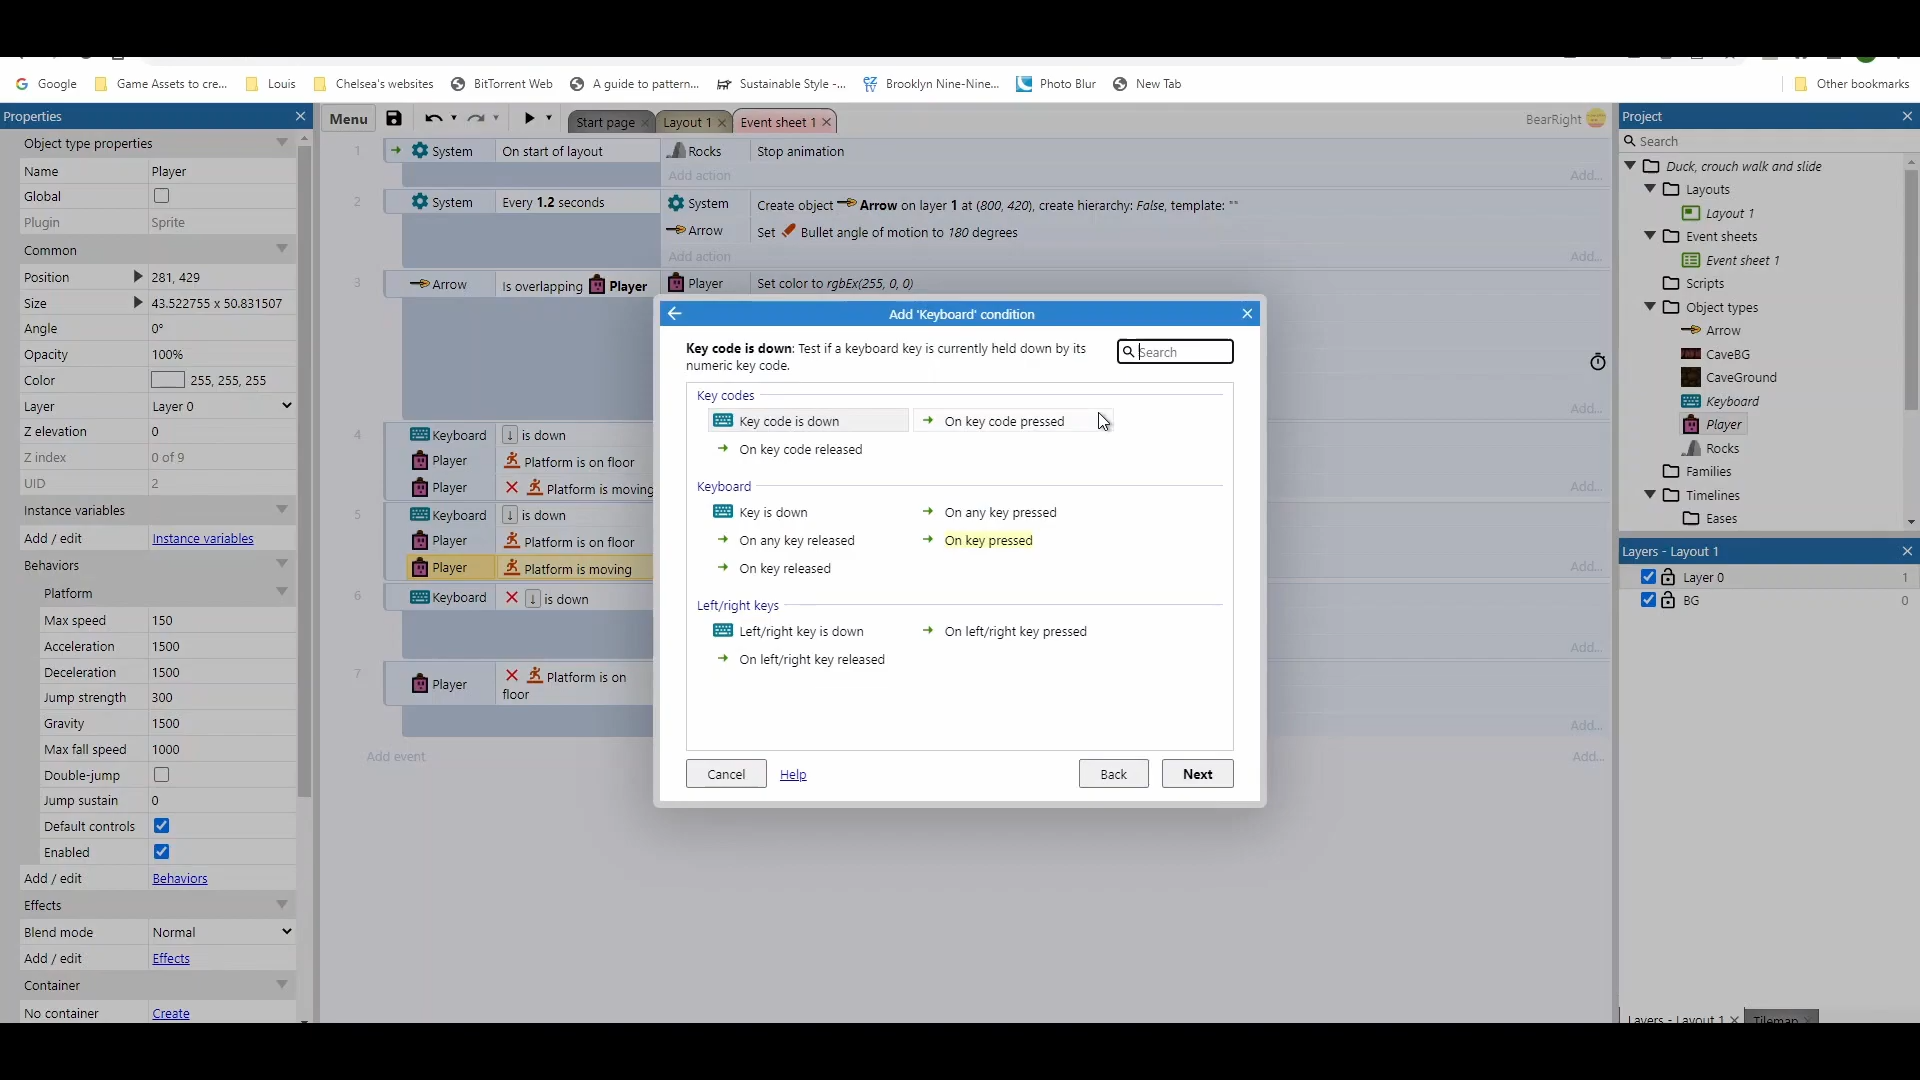 Google
Game Assets to cre...
Louis
Chelsea's websites
BitTorrent Web
A guide to pattern...
Sustainable Style -...
Brooklyn Nine-Nine...
Photo Blur
New Tab
Other bookmarks
Properties
Object type properties
Name Player
Global
Plugin Sprite
Common
Position 281, 429
Size 43.522755 x 50.831507
Angle 0°
Opacity 100%
Color 255, 255, 255
Layer Layer 0
Z elevation 0
Z index 0 of 9
UID 2
Instance variables
Add / edit Instance variables
Behaviors
Platform
Max speed 150
Acceleration 1500
Deceleration 1500
Jump strength 300
Gravity 1500
Max fall speed 1000
Double-jump
Jump sustain 0
Default controls
Enabled
Add / edit Behaviors
Effects
Blend mode Normal
Add / edit Effects
Container
No container Create
Menu
Start page
Layout 1
Event sheet 1
BearRight
1 System On start of layout Rocks Stop animation
Add action Add...
2 System Every 1.2 seconds System Create object Arrow on layer 1 at (800, 420), create hierarchy: False, template: ""
Arrow Set Bullet angle of motion to 180 degrees
Add action Add...
3 Arrow Is overlapping Player Player Set color to rgbEx(255, 0, 0)
Add...
4 Keyboard ↓ is down
Player Platform is on floor
Player Platform is moving
Add...
5 Keyboard ↓ is down
Player Platform is on floor
Player Platform is moving
Add...
6 Keyboard ↓ is down
Add...
7 Player Platform is on
floor
Add...
Add event Add...
Add 'Keyboard' condition
Key code is down: Test if a keyboard key is currently held down by its
numeric key code.
Search
Key codes
Key code is down On key code pressed
On key code released
Keyboard
Key is down On any key pressed
On any key released On key pressed
On key released
Left/right keys
Left/right key is down On left/right key pressed
On left/right key released
Cancel Help Back Next
Project
Search
Duck, crouch walk and slide
Layouts
Layout 1
Event sheets
Event sheet 1
Scripts
Object types
Arrow
CaveBG
CaveGround
Keyboard
Player
Rocks
Families
Timelines
Eases
Layers - Layout 1
Layer 0 1
BG 0
Layers - Layout 1 Tilemap